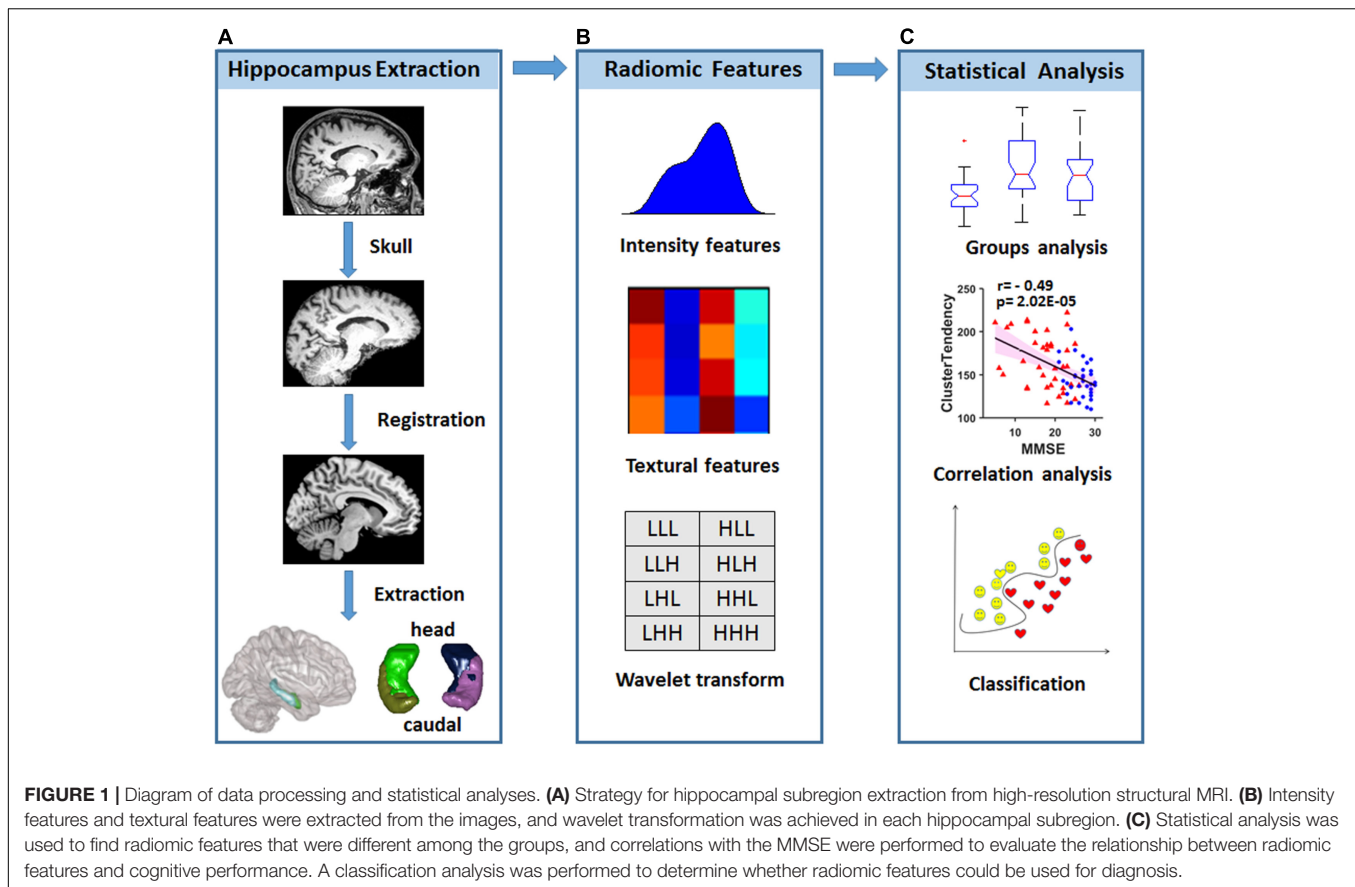 A
Hippocampus Extraction
Skull
Registration
Extraction
head
caudal
B
Radiomic Features
Intensity features
Textural features
LLL HLL
LLH HLH
LHL HHL
LHH HHH
Wavelet transform
C
Statistical Analysis
Groups analysis
r= - 0.49
p= 2.02E-05
ClusterTendency
250
200
150
100
10 20 30
MMSE
Correlation analysis
Classification
FIGURE 1 | Diagram of data processing and statistical analyses. (A) Strategy for hippocampal subregion extraction from high-resolution structural MRI. (B) Intensity
features and textural features were extracted from the images, and wavelet transformation was achieved in each hippocampal subregion. (C) Statistical analysis was
used to find radiomic features that were different among the groups, and correlations with the MMSE were performed to evaluate the relationship between radiomic
features and cognitive performance. A classification analysis was performed to determine whether radiomic features could be used for diagnosis.